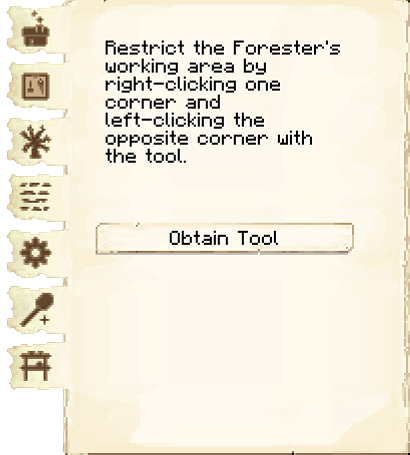 Restrict the Forester's
working area by
right-clicking one
corner and
left-clicking the
opposite corner with
the tool.
Obtain Tool